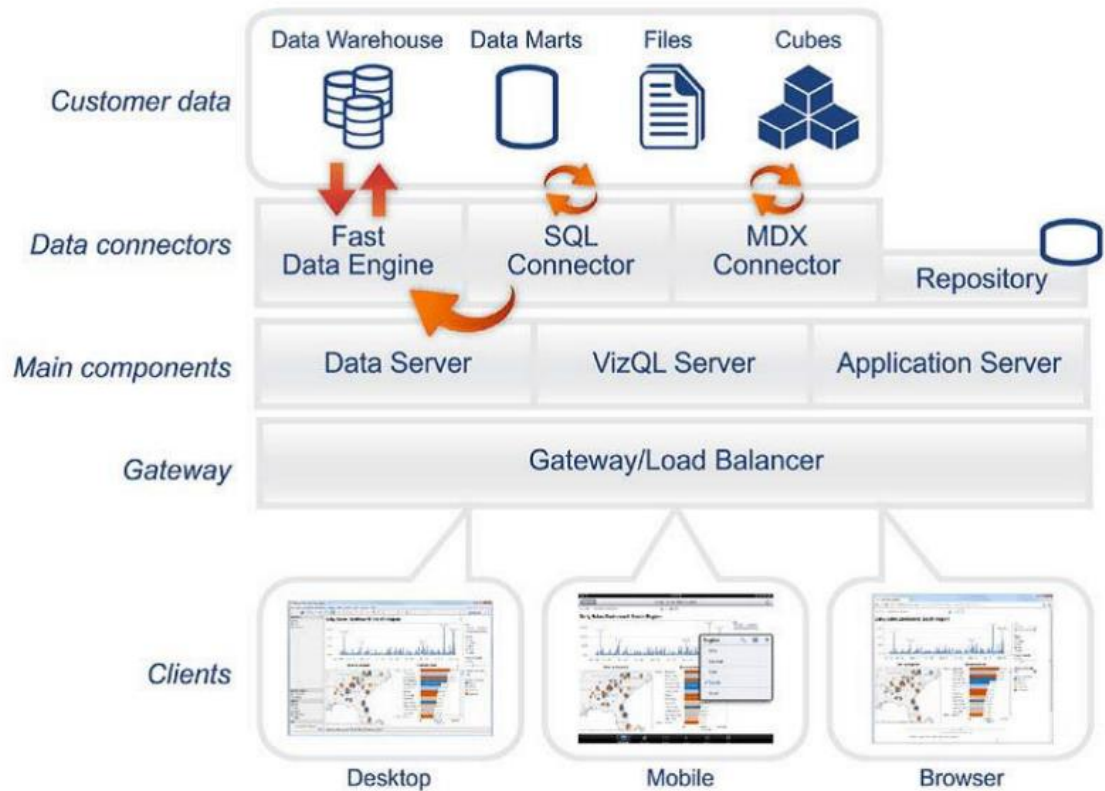 Customer data
Data Warehouse
Data Marts
Files
Cubes
Data connectors
Fast
Data Engine
SQL
Connector
MDX
Connector
Repository
Main components
Data Server
VizQL Server
Application Server
Gateway
Gateway/Load Balancer
Clients
Desktop
Mobile
Browser